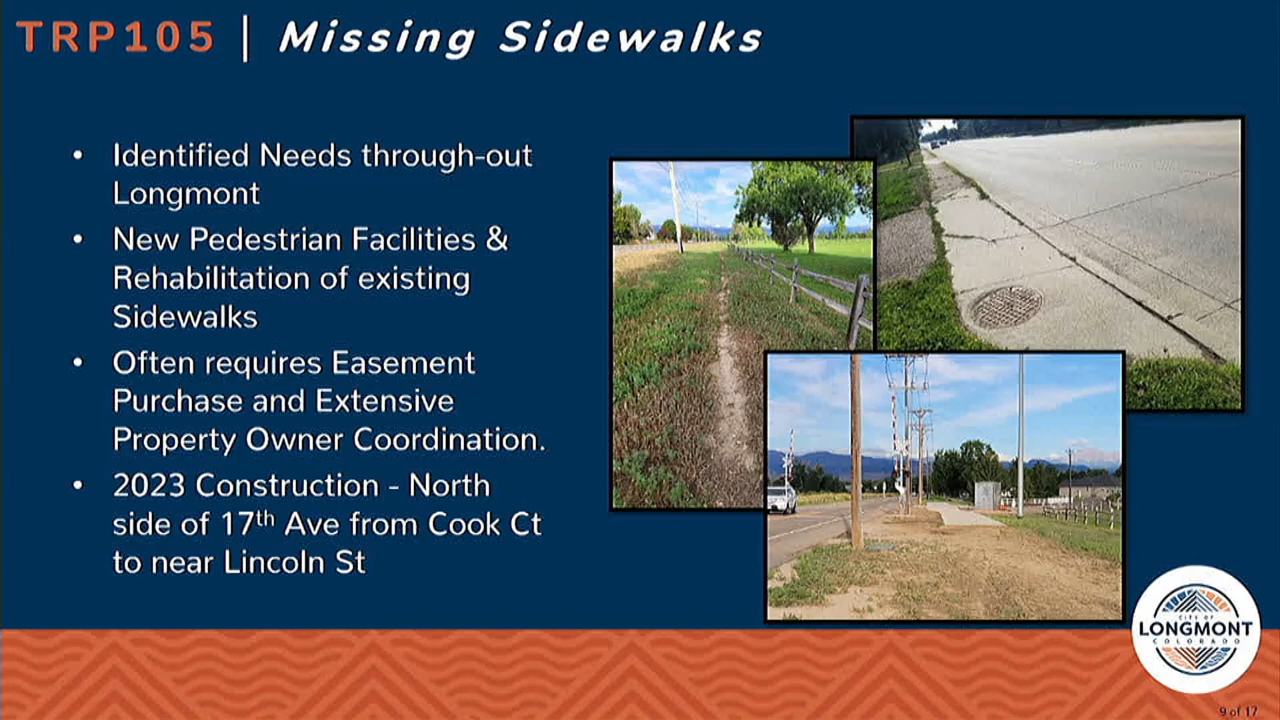 TRP105 | Missing Sidewalks
• Identified Needs through-out
Longmont
• New Pedestrian Facilities &
Rehabilitation of existing
Sidewalks
• Often requires Easement
Purchase and Extensive
Property Owner Coordination.
• 2023 Construction - North
side of 17th Ave from Cook Ct
to near Lincoln St
CITY OF
LONGMONT
COLORADO
9 of 17